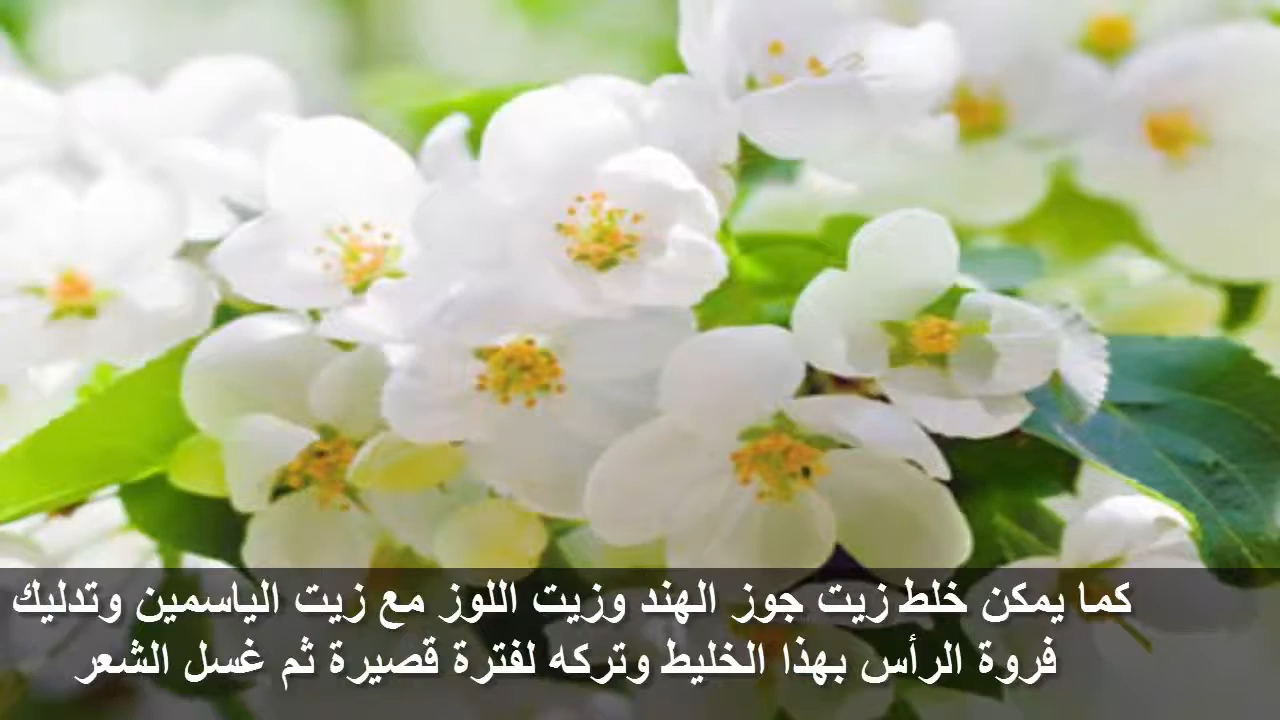 كما يمكن خلط زيت جوز الهند وزيت اللوز مع زيت الياسمين وتدليك
فروة الرأس بهذا الخليط وتركه لفترة قصيرة ثم غسل الشعر